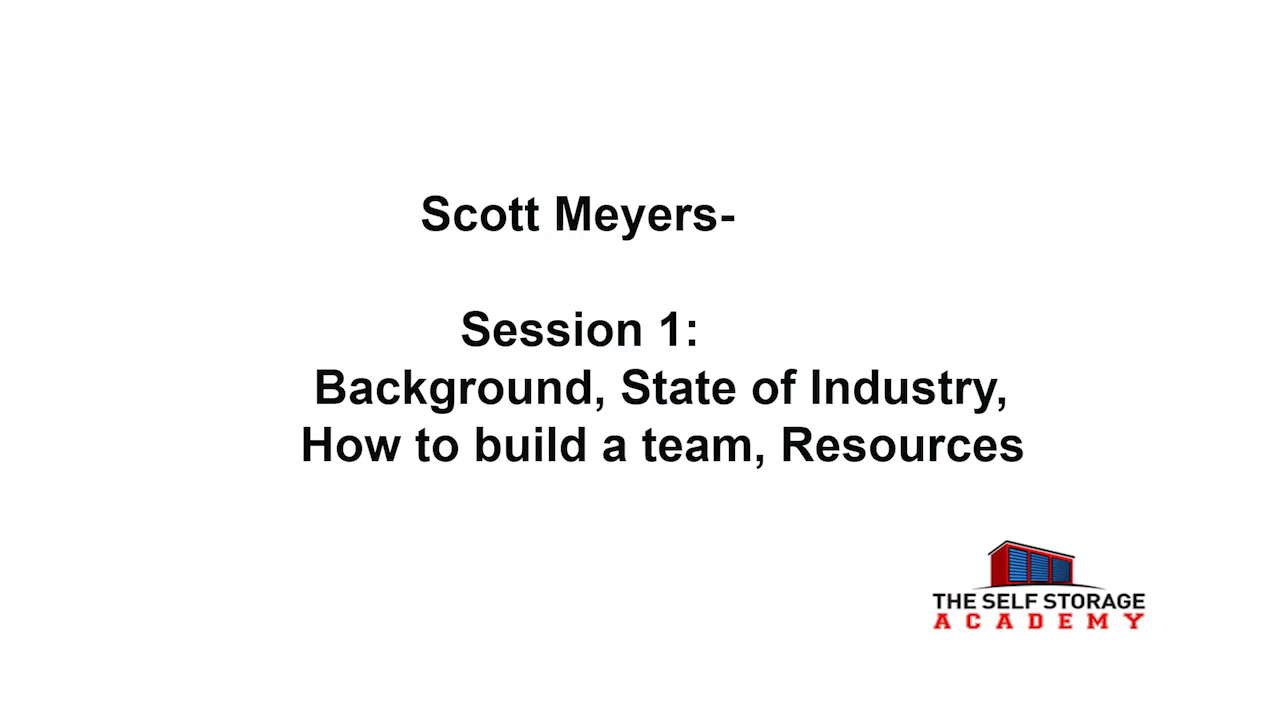 Scott Meyers-
Session 1:
Background, State of Industry,
How to build a team, Resources
THE SELF STORAGE
ACADEMY